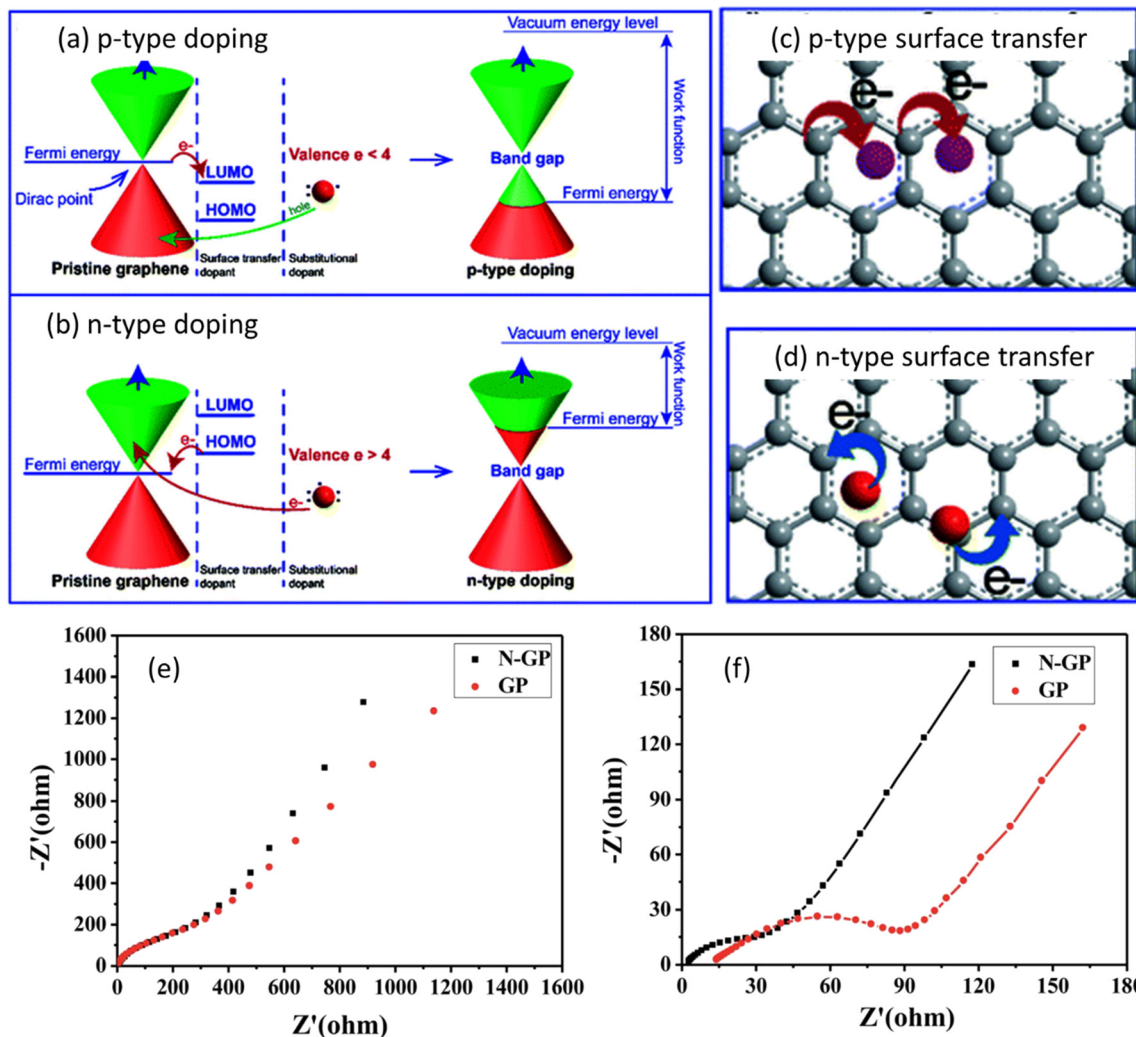 (a) p-type doping
Vacuum energy level
Fermi energy
e-
Dirac point
LUMO
HOMO
Valence e < 4
hole
Pristine graphene
Surface transfer
dopant
Substitutional
dopant
Band gap
Fermi energy
Work function
p-type doping
(b) n-type doping
Vacuum energy level
LUMO
HOMO
e-
Fermi energy
Valence e > 4
e-
Pristine graphene
Surface transfer
dopant
Substitutional
dopant
Fermi energy
Work function
Band gap
n-type doping
(c) p-type surface transfer
e-
e-
(d) n-type surface transfer
e-
e-
(e)
N-GP
GP
1600
1400
1200
1000
800
600
400
200
0
0
200
400
600
800
1000
1200
1400
1600
-Z'(ohm)
Z'(ohm)
(f)
N-GP
GP
180
150
120
90
60
30
0
0
30
60
90
120
150
180
-Z'(ohm)
Z'(ohm)